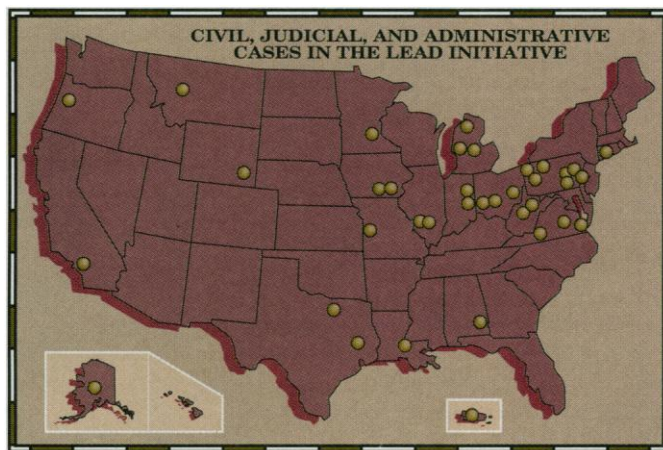 CIVIL, JUDICIAL, AND ADMINISTRATIVE
CASES IN THE LEAD INITIATIVE